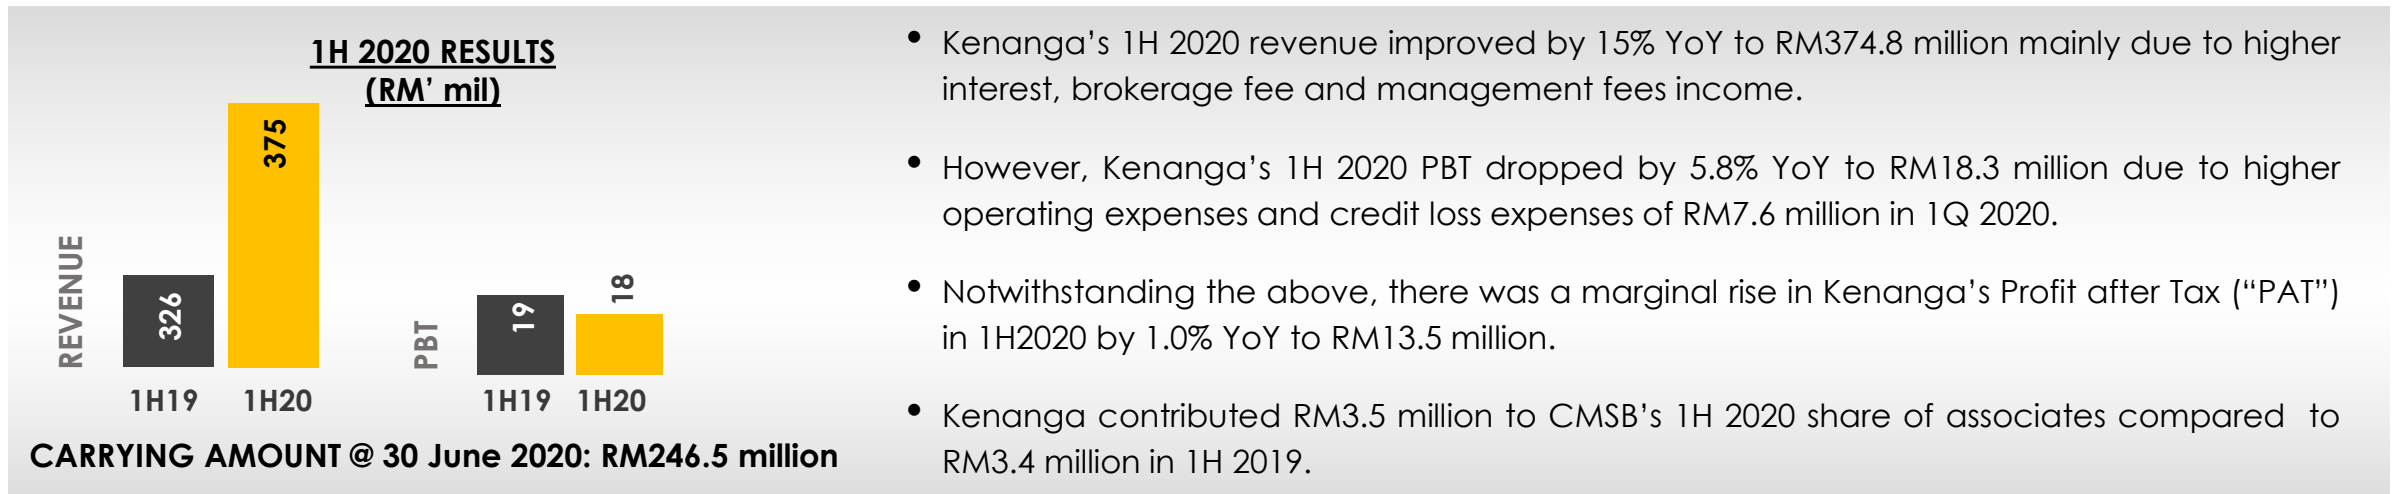 1H 2020 RESULTS
(RM' mil)
REVENUE
326
375
1H19
1H20
PBT
19
18
1H19
1H20
CARRYING AMOUNT @ 30 June 2020: RM246.5 million
• Kenanga's 1H 2020 revenue improved by 15% YoY to RM374.8 million mainly due to higher
interest, brokerage fee and management fees income.
• However, Kenanga's 1H 2020 PBT dropped by 5.8% YoY to RM18.3 million due to higher
operating expenses and credit loss expenses of RM7.6 million in 1Q 2020.
• Notwithstanding the above, there was a marginal rise in Kenanga's Profit after Tax ("PAT")
in 1H2020 by 1.0% YoY to RM13.5 million.
• Kenanga contributed RM3.5 million to CMSB's 1H 2020 share of associates compared to
RM3.4 million in 1H 2019.